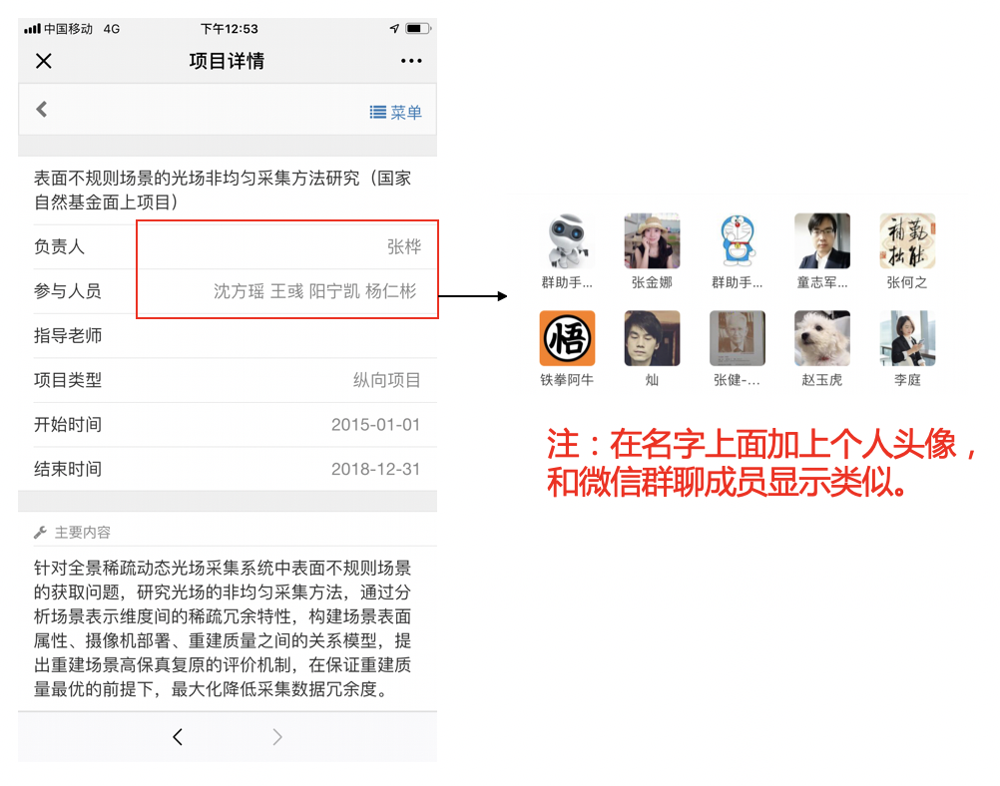 中国移动 4G 下午12:53
项目详情
菜单
表面不规则场景的光场非均匀采集方法研究（国家
自然基金面上项目）
负责人 张桦
参与人员 沈方瑶 王彧 阳宁凯 杨仁彬
指导老师
项目类型 纵向项目
开始时间 2015-01-01
结束时间 2018-12-31
主要内容
针对全景稀疏动态光场采集系统中表面不规则场景
的获取问题，研究光场的非均匀采集方法，通过分
析场景表示维度间的稀疏冗余特性，构建场景表面
属性、摄像机部署、重建质量之间的关系模型，提
出重建场景高保真复原的评价机制，在保证重建质
量最优的前提下，最大化降低采集数据冗余度。
补勤
拙能
群助手... 张金娜 群助手... 童志军... 张何之
悟
铁拳阿牛 灿 张健-... 赵玉虎 李庭
注：在名字上面加上个人头像，
和微信群聊成员显示类似。